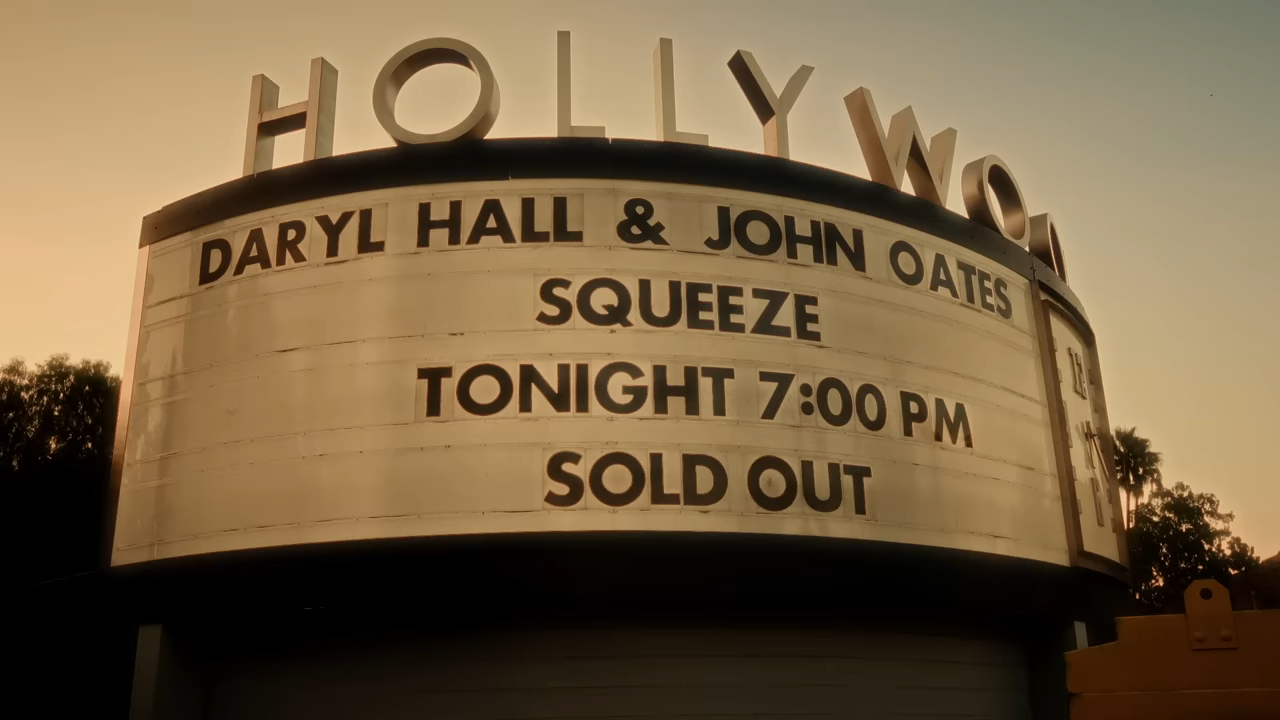 HOLLYWOO
DARYL HALL & JOHN OATES
SQUEEZE
TONIGHT 7:00 PM
SOLD OUT